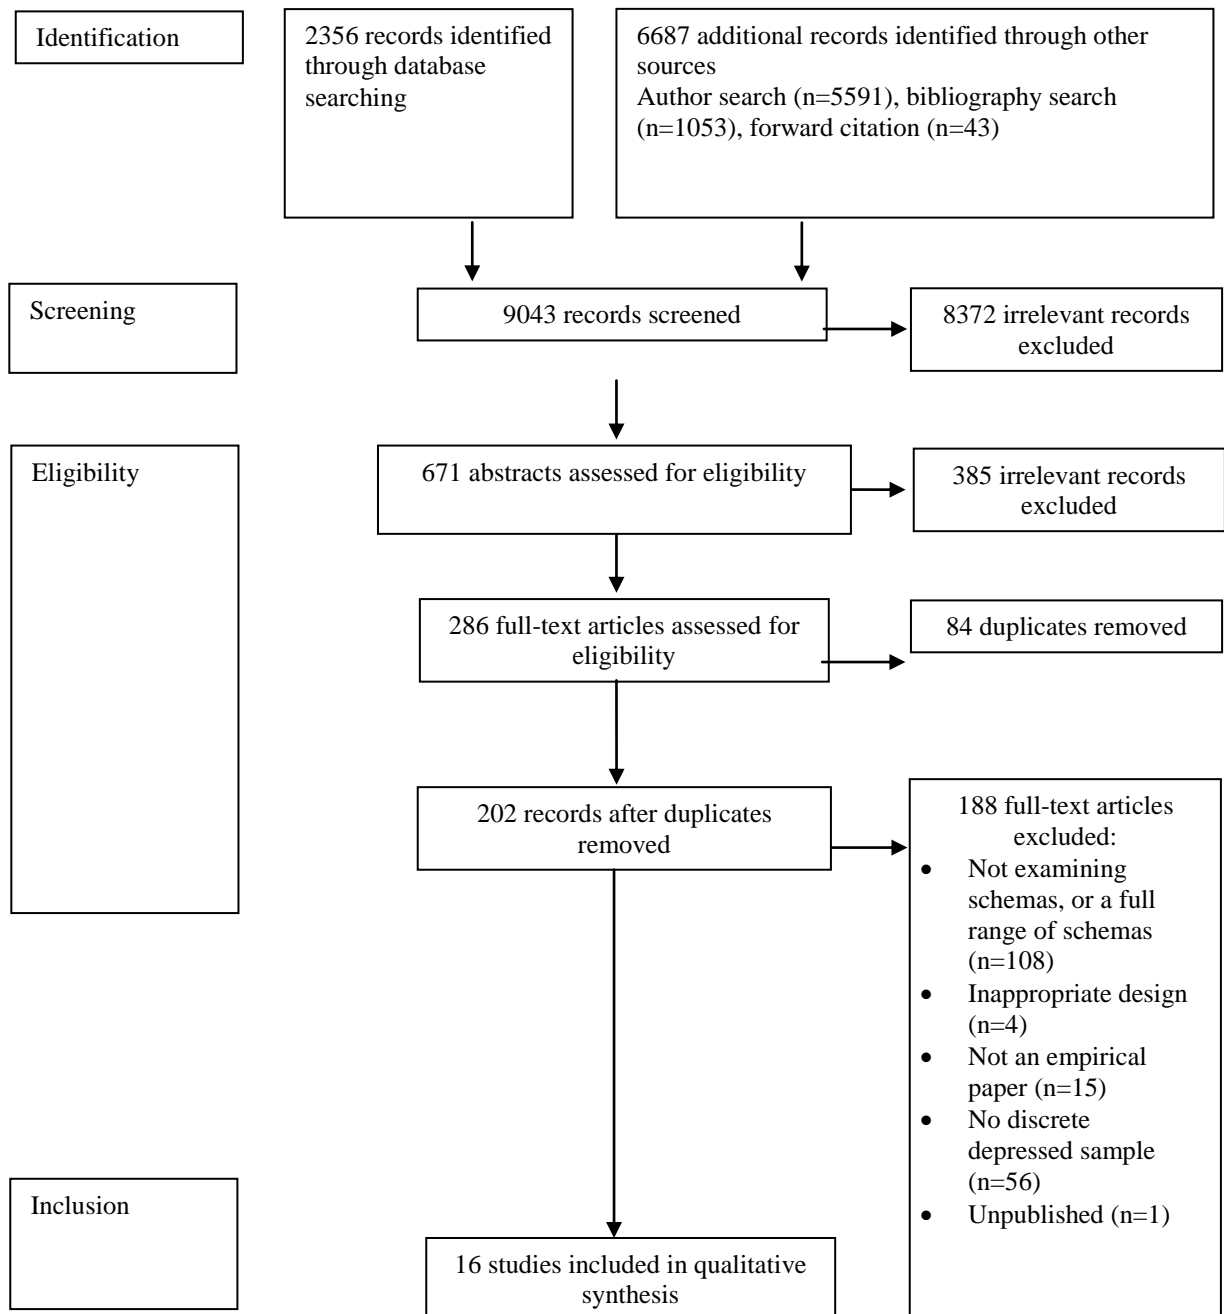 Identification
2356 records identified
through database
searching
6687 additional records identified through other
sources
Author search (n=5591), bibliography search
(n=1053), forward citation (n=43)
Screening
9043 records screened
8372 irrelevant records
excluded
Eligibility
671 abstracts assessed for eligibility
385 irrelevant records
excluded
286 full-text articles assessed for
eligibility
84 duplicates removed
202 records after duplicates
removed
188 full-text articles
excluded:
• Not examining
schemas, or a full
range of schemas
(n=108)
• Inappropriate design
(n=4)
• Not an empirical
paper (n=15)
• No discrete
depressed sample
(n=56)
• Unpublished (n=1)
Inclusion
16 studies included in qualitative
synthesis